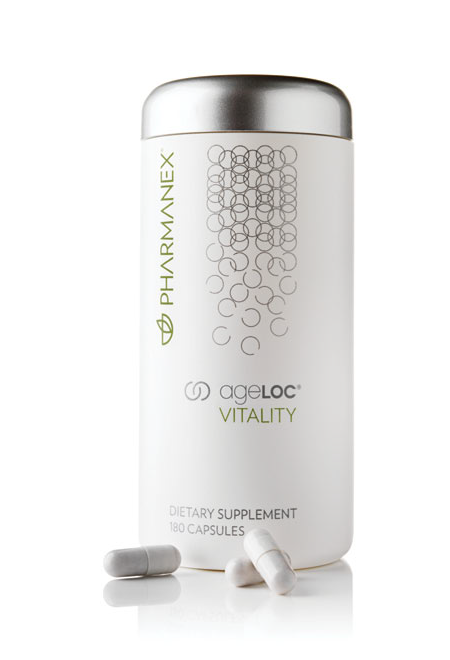 PHARMANEX®
ageLOC®
VITALITY
DIETARY SUPPLEMENT
180 CAPSULES